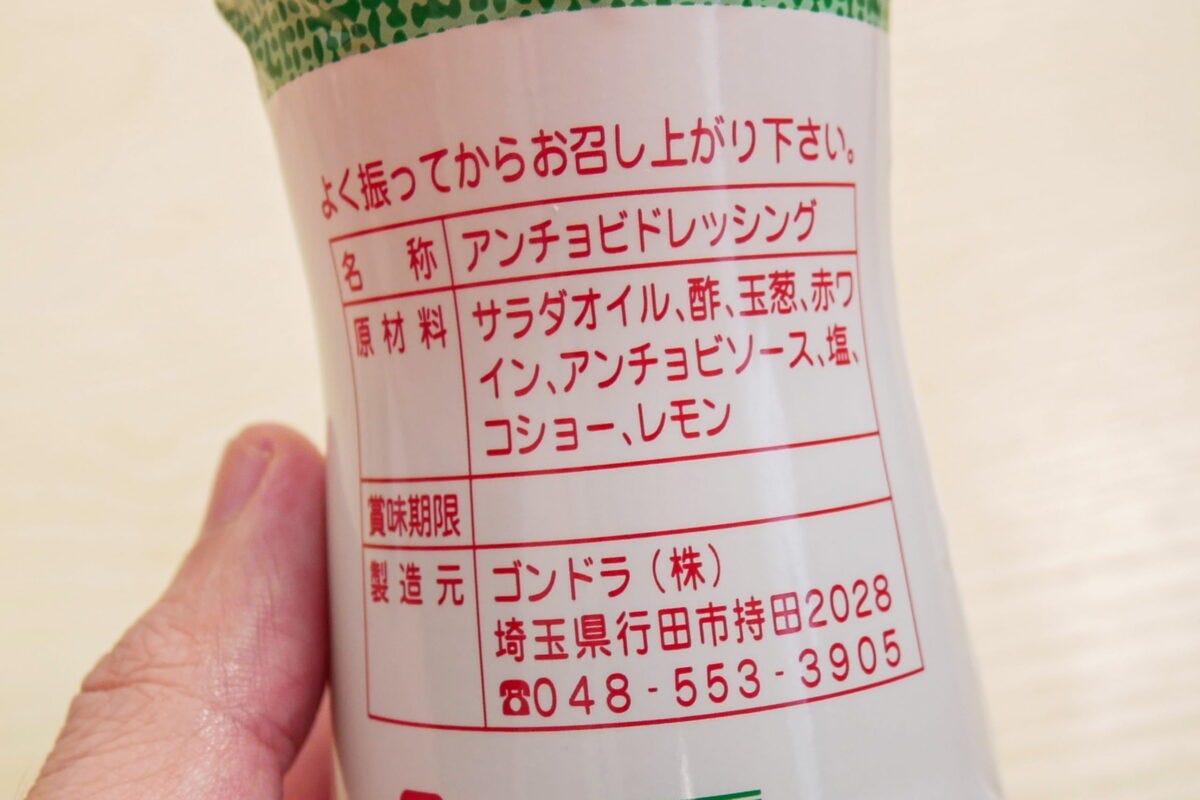 よく振ってからお召し上がり下さい。
名称 アンチョビドレッシング
原材料 サラダオイル、酢、玉葱、赤ワ
イン、アンチョビソース、塩、
コショー、レモン
賞味期限
製造元 ゴンドラ(株)
埼玉県行田市持田2028
☎048-553-3905